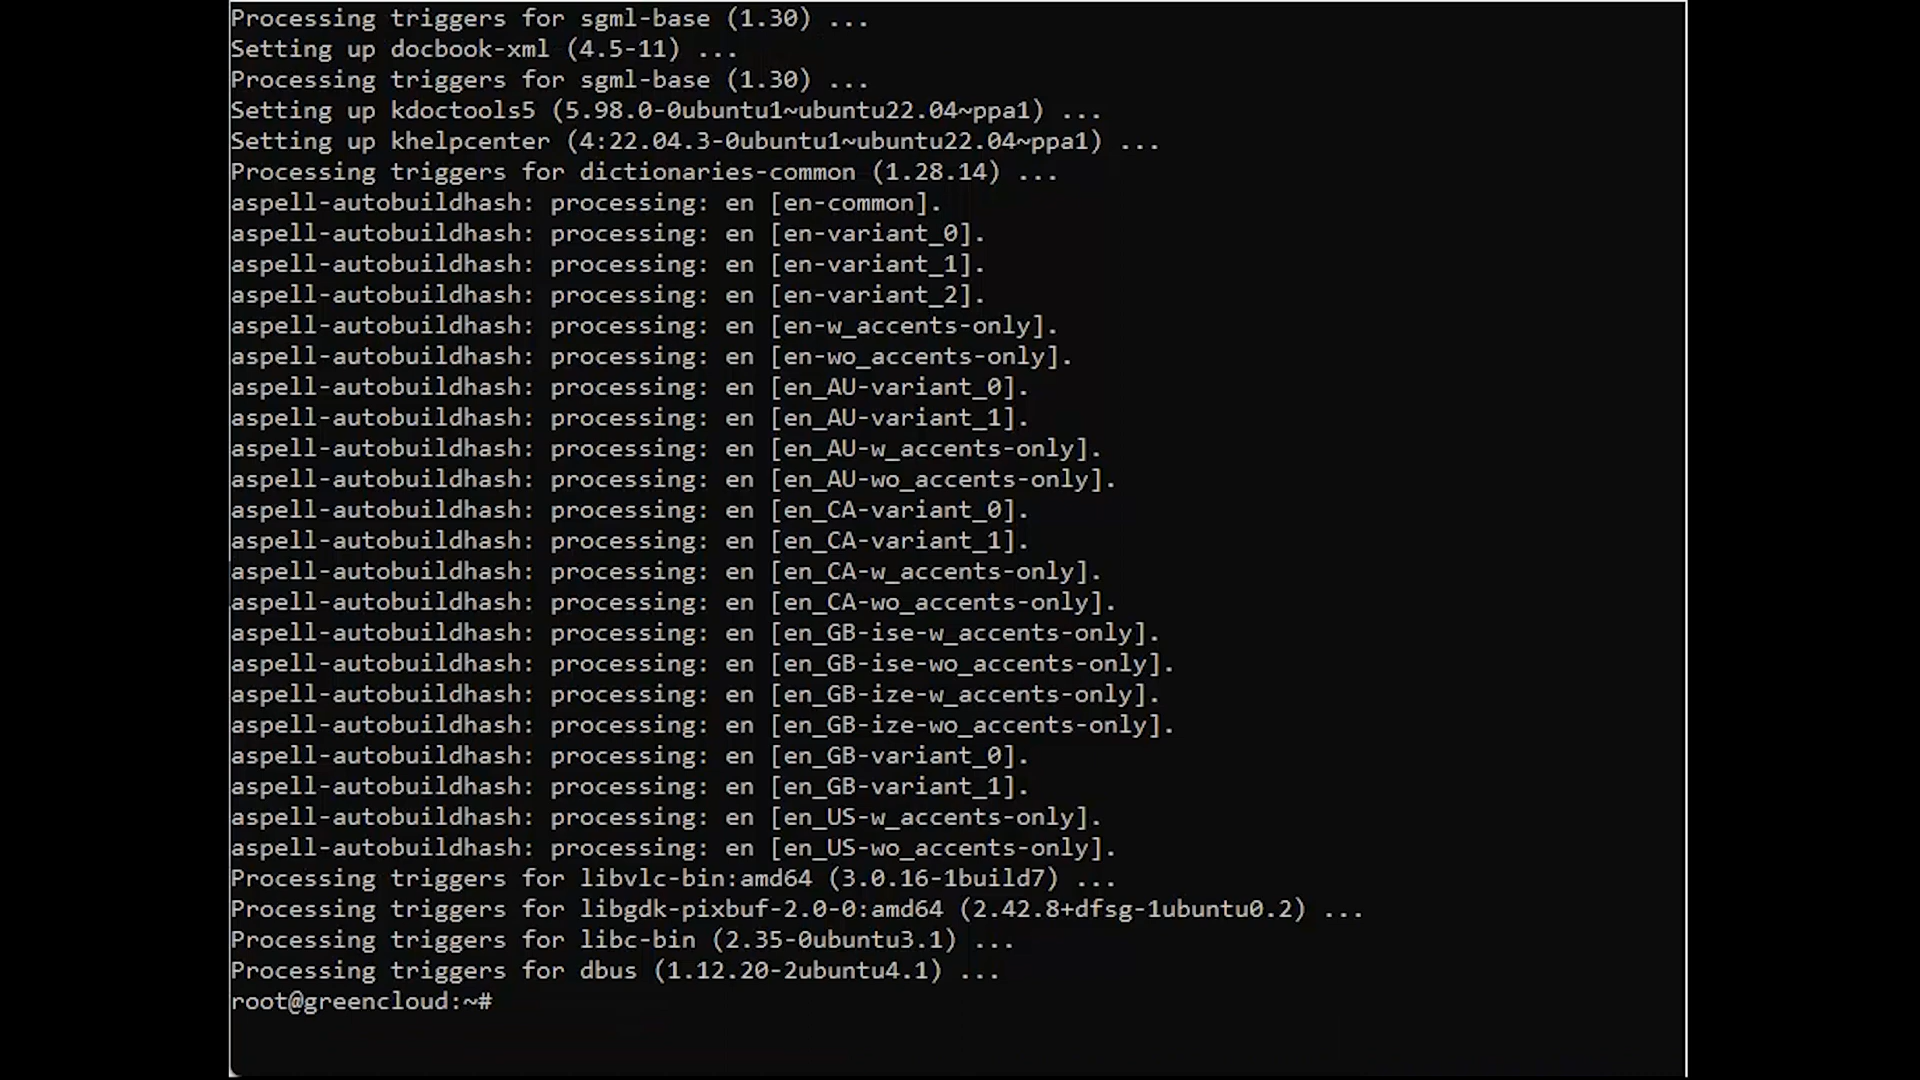 Processing triggers for sgml-base (1.30) ...
Setting up docbook-xml (4.5-11) ...
Processing triggers for sgml-base (1.30) ...
Setting up kdoctools5 (5.98.0-0ubuntu1~ubuntu22.04~ppa1) ...
Setting up khelpcenter (4:22.04.3-0ubuntu1~ubuntu22.04~ppa1) ...
Processing triggers for dictionaries-common (1.28.14) ...
aspell-autobuildhash: processing: en [en-common].
aspell-autobuildhash: processing: en [en-variant_0].
aspell-autobuildhash: processing: en [en-variant_1].
aspell-autobuildhash: processing: en [en-variant_2].
aspell-autobuildhash: processing: en [en-w_accents-only].
aspell-autobuildhash: processing: en [en-wo_accents-only].
aspell-autobuildhash: processing: en [en_AU-variant_0].
aspell-autobuildhash: processing: en [en_AU-variant_1].
aspell-autobuildhash: processing: en [en_AU-w_accents-only].
aspell-autobuildhash: processing: en [en_AU-wo_accents-only].
aspell-autobuildhash: processing: en [en_CA-variant_0].
aspell-autobuildhash: processing: en [en_CA-variant_1].
aspell-autobuildhash: processing: en [en_CA-w_accents-only].
aspell-autobuildhash: processing: en [en_CA-wo_accents-only].
aspell-autobuildhash: processing: en [en_GB-ise-w_accents-only].
aspell-autobuildhash: processing: en [en_GB-ise-wo_accents-only].
aspell-autobuildhash: processing: en [en_GB-ize-w_accents-only].
aspell-autobuildhash: processing: en [en_GB-ize-wo_accents-only].
aspell-autobuildhash: processing: en [en_GB-variant_0].
aspell-autobuildhash: processing: en [en_GB-variant_1].
aspell-autobuildhash: processing: en [en_US-w_accents-only].
aspell-autobuildhash: processing: en [en_US-wo_accents-only].
Processing triggers for libvlc-bin:amd64 (3.0.16-1build7) ...
Processing triggers for libgdk-pixbuf-2.0-0:amd64 (2.42.8+dfsg-1ubuntu0.2) ...
Processing triggers for libc-bin (2.35-0ubuntu3.1) ...
Processing triggers for dbus (1.12.20-2ubuntu4.1) ...
root@greencloud:~#